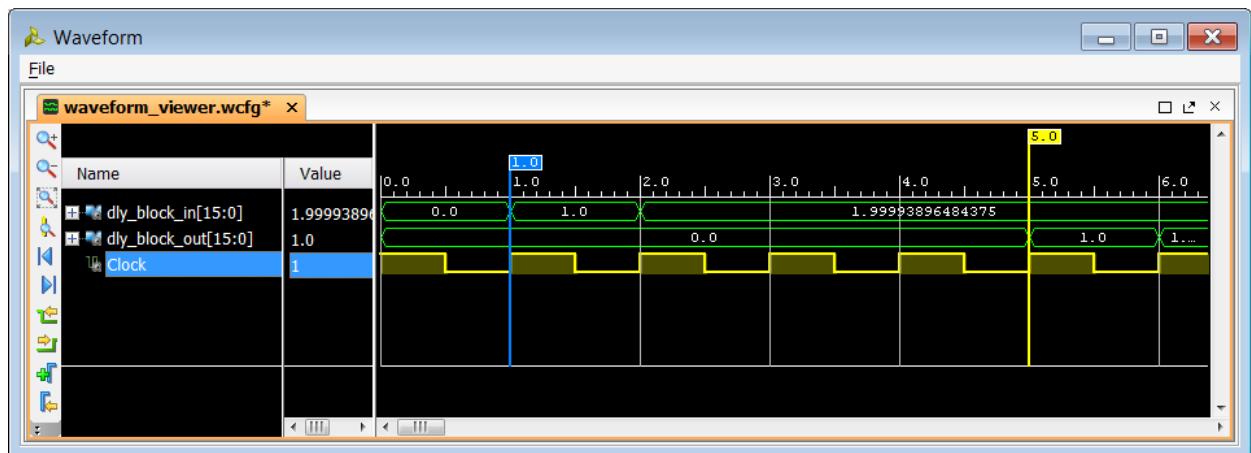 Waveform
File
waveform_viewer.wcfg* ×
5.0
1.0
Name Value 0.0 1.0 2.0 3.0 4.0 5.0 6.0
dly_block_in[15:0] 1.99993896 0.0 1.0 1.99993896484375
dly_block_out[15:0] 1.0 0.0 1.0 1....
Clock 1